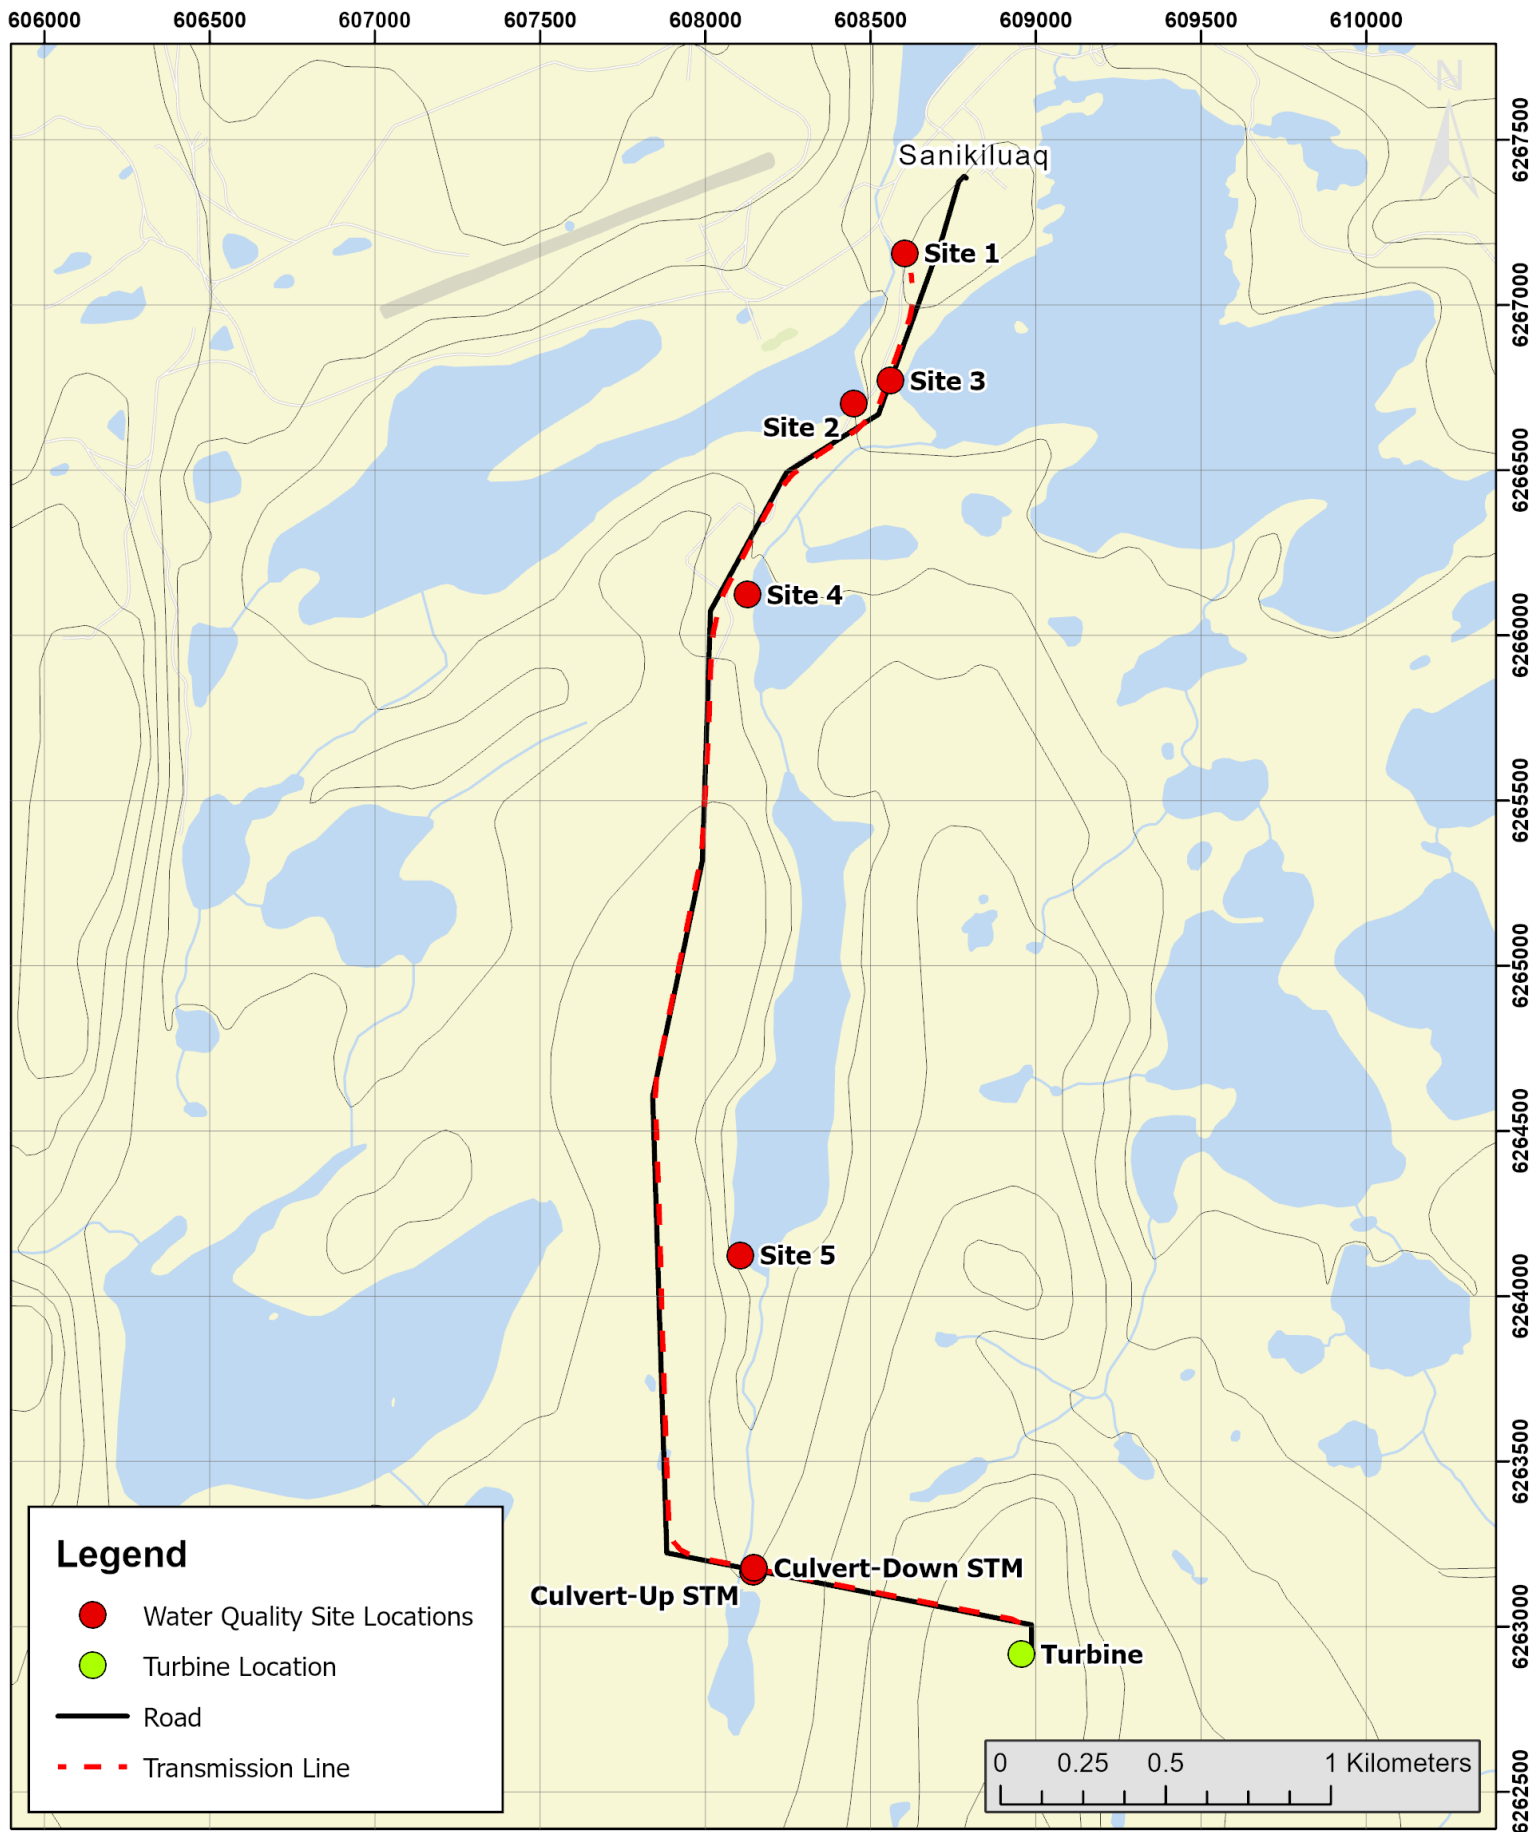 606000 606500 607000 607500 608000 608500 609000 609500 610000
N
6267500
Sanikiluaq
Site 1
6267000
Site 3
Site 2
6266500
Site 4
6266000
6265500
6265000
6264500
Site 5
6264000
6263500
Culvert-Down STM
Culvert-Up STM
6263000
Turbine
6262500
Legend
Water Quality Site Locations
Turbine Location
Road
Transmission Line
0 0.25 0.5 1 Kilometers